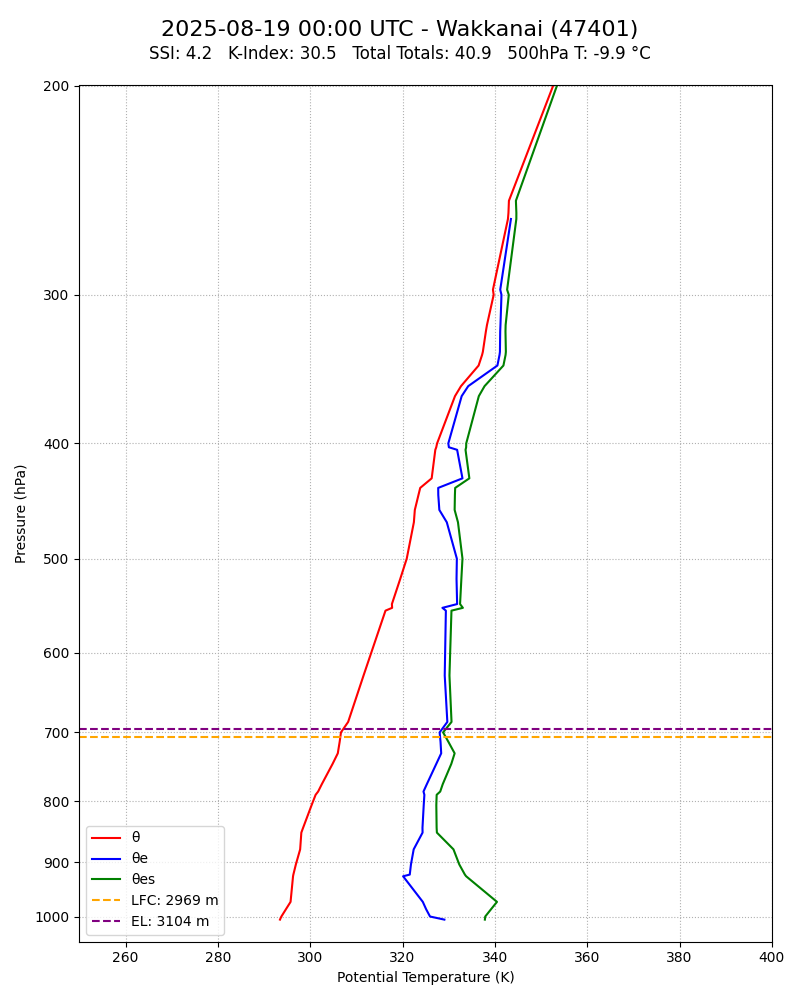 2025-08-19 00:00 UTC - Wakkanai (47401)
SSI: 4.2   K-Index: 30.5   Total Totals: 40.9   500hPa T: -9.9 °C
200
300
400
500
600
700
800
900
1000
Pressure (hPa)
θ
θe
θes
LFC: 2969 m
EL: 3104 m
260
280
300
320
340
360
380
400
Potential Temperature (K)